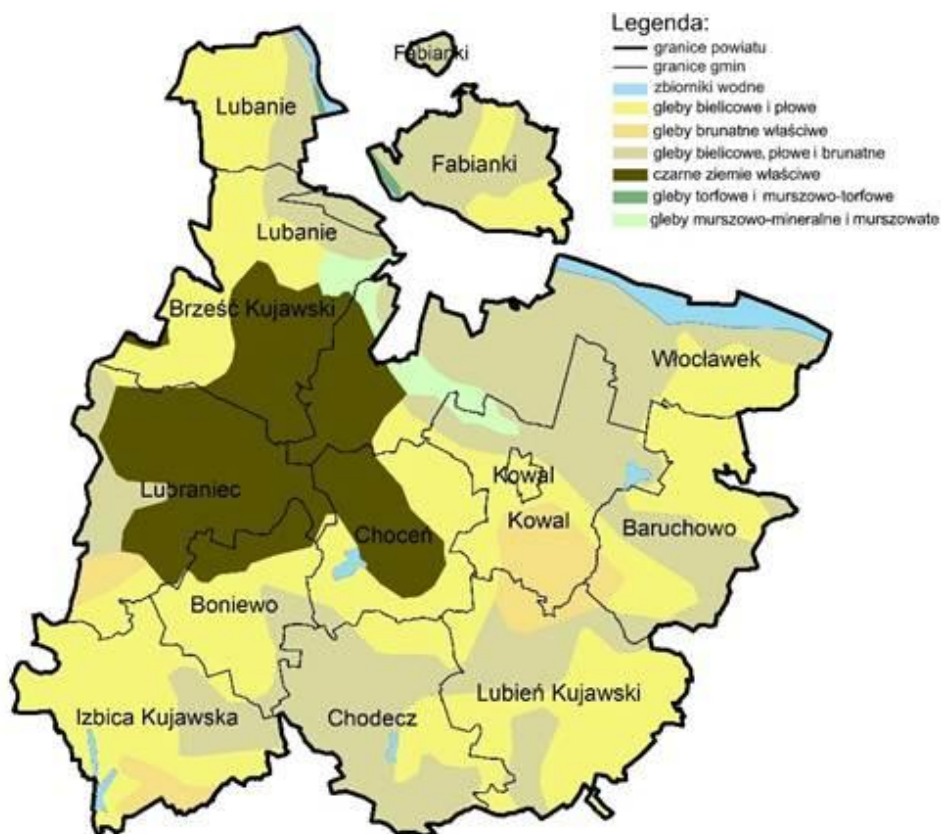 Legenda:
granice powiatu
granice gmin
zbiorniki wodne
gleby bielicowe i płowe
gleby brunatne właściwe
gleby bielicowe, płowe i brunatne
czarne ziemie właściwe
gleby torfowe i murszowo-torfowe
gleby murszowo-mineralne i murszowate
Fabianki
Lubanie
Fabianki
Lubanie
Brześć Kujawski
Włocławek
Kowal
Lubraniec
Kowal
Baruchowo
Choceń
Boniewo
Lubień Kujawski
Izbica Kujawska
Chodecz